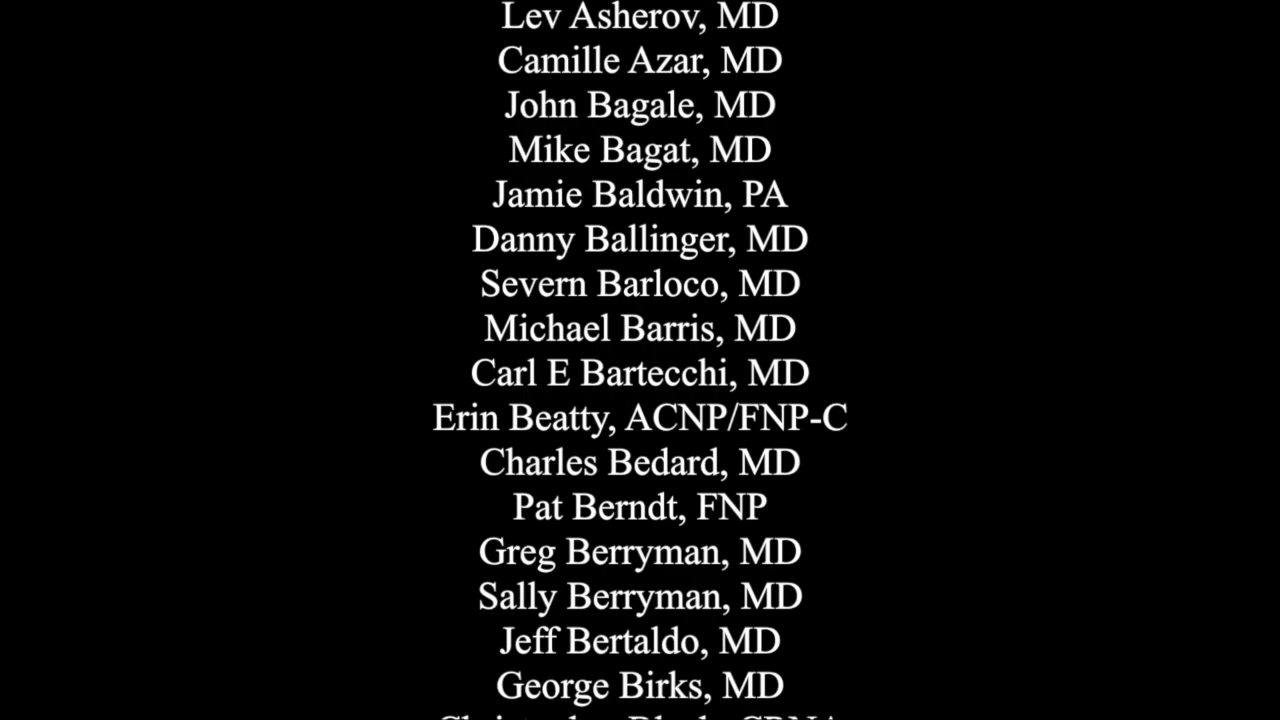 Lev Asherov, MD
Camille Azar, MD
John Bagale, MD
Mike Bagat, MD
Jamie Baldwin, PA
Danny Ballinger, MD
Severn Barloco, MD
Michael Barris, MD
Carl E Bartecchi, MD
Erin Beatty, ACNP/FNP-C
Charles Bedard, MD
Pat Berndt, FNP
Greg Berryman, MD
Sally Berryman, MD
Jeff Bertaldo, MD
George Birks, MD